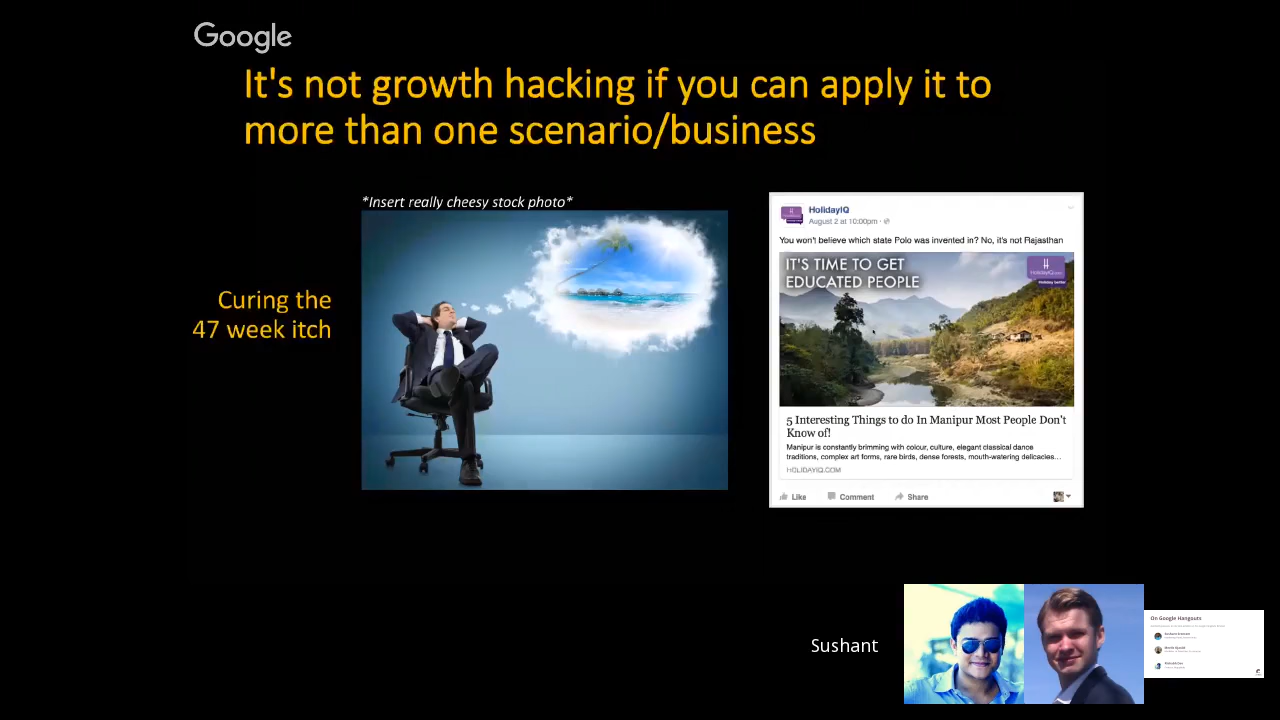 Google
It's not growth hacking if you can apply it to
more than one scenario/business
*Insert really cheesy stock photo*
Curing the
47 week itch
HolidayIQ
August 2 at 10:00pm ·
You won't believe which state Polo was invented in? No, it's not Rajasthan
IT'S TIME TO GET
EDUCATED PEOPLE
HolidayIQ.com
Holiday better
5 Interesting Things to do In Manipur Most People Don't
Know of!
Manipur is constantly brimming with colour, culture, elegant classical dance
traditions, complex art forms, rare birds, dense forests, mouth-watering delicacies...
HOLIDAYIQ.COM
Like
Comment
Share
Sushant
On Google Hangouts